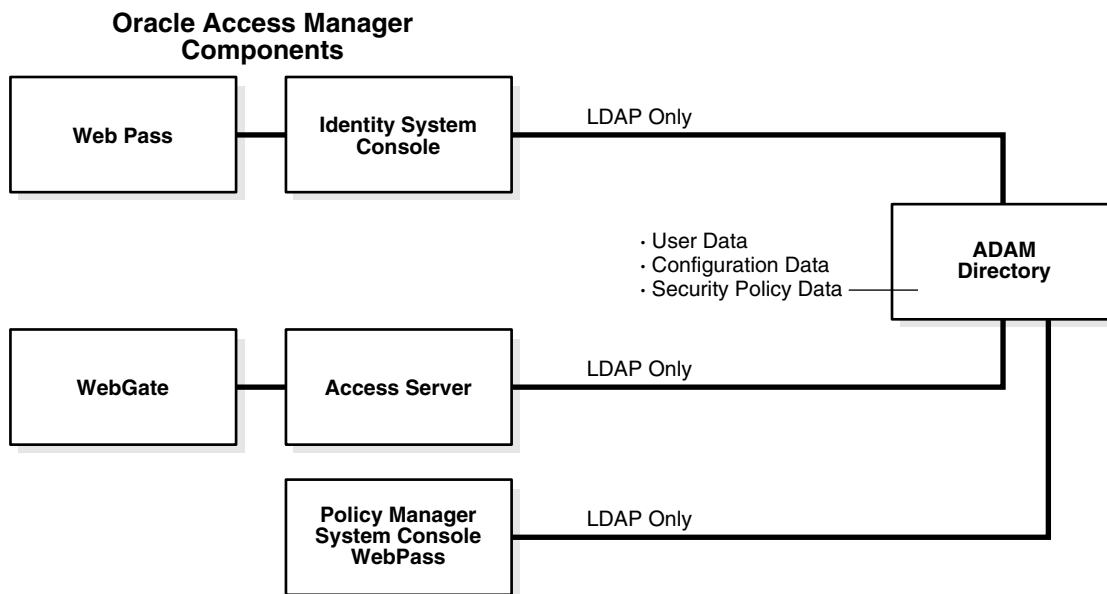 Oracle Access Manager
Components
Web Pass
Identity System
Console
LDAP Only
· User Data
· Configuration Data
· Security Policy Data
ADAM
Directory
WebGate
Access Server
LDAP Only
Policy Manager
System Console
WebPass
LDAP Only